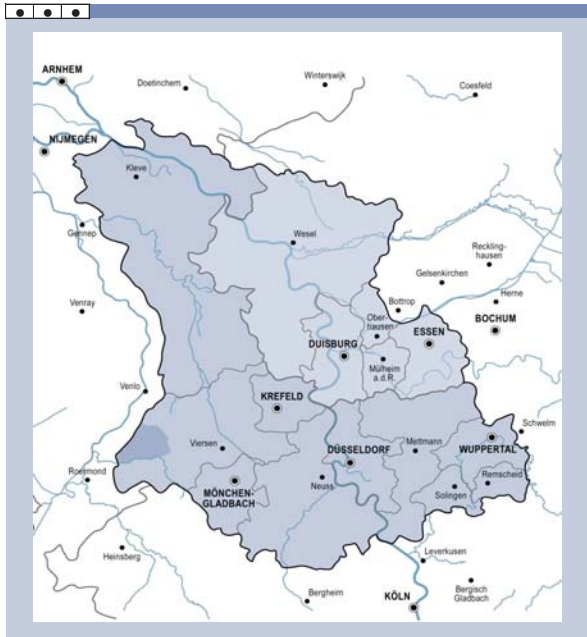 ARNHEM
Doetinchem
Winterswijk
Coesfeld
NIJMEGEN
Kleve
Gennep
Wesel
Reckling-
hausen
Gelsenkirchen
Venray
Bottrop
Herne
Ober-
hausen
ESSEN
BOCHUM
DUISBURG
Mülheim
a.d.R.
Venlo
KREFELD
Schwelm
Viersen
Mettmann
WUPPERTAL
DÜSSELDORF
Roermond
Neuss
Remscheid
MÖNCHEN-
GLADBACH
Solingen
Heinsberg
Leverkusen
Bergheim
KÖLN
Bergisch
Gladbach